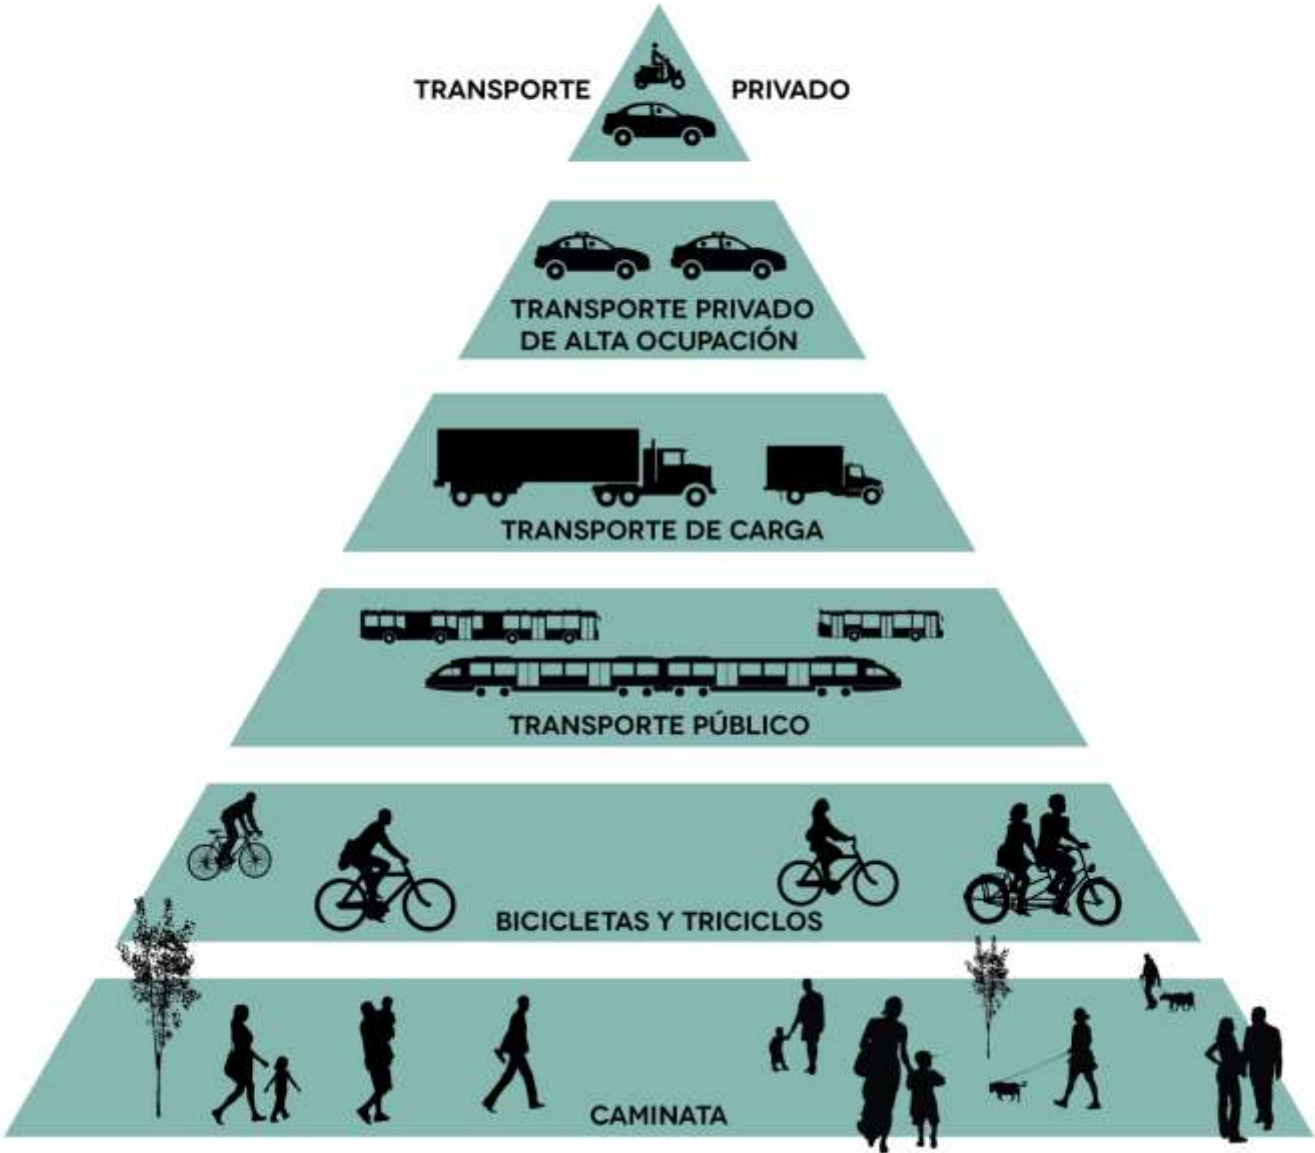 TRANSPORTE PRIVADO
TRANSPORTE PRIVADO
DE ALTA OCUPACIÓN
TRANSPORTE DE CARGA
TRANSPORTE PÚBLICO
BICICLETAS Y TRICICLOS
CAMINATA